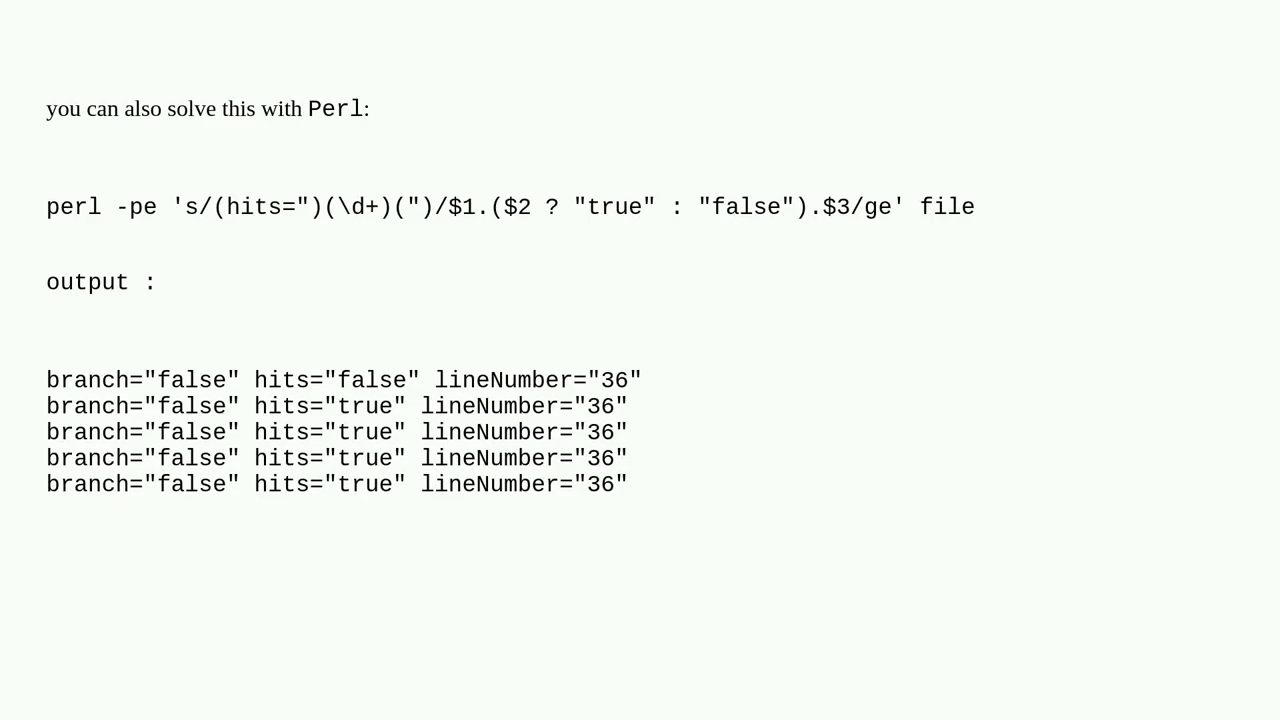 you can also solve this with Perl:
perl -pe 's/(hits=")(\d+)(")/$1.($2 ? "true" : "false").$3/ge' file
output :
branch="false" hits="false" lineNumber="36"
branch="false" hits="true" lineNumber="36"
branch="false" hits="true" lineNumber="36"
branch="false" hits="true" lineNumber="36"
branch="false" hits="true" lineNumber="36"